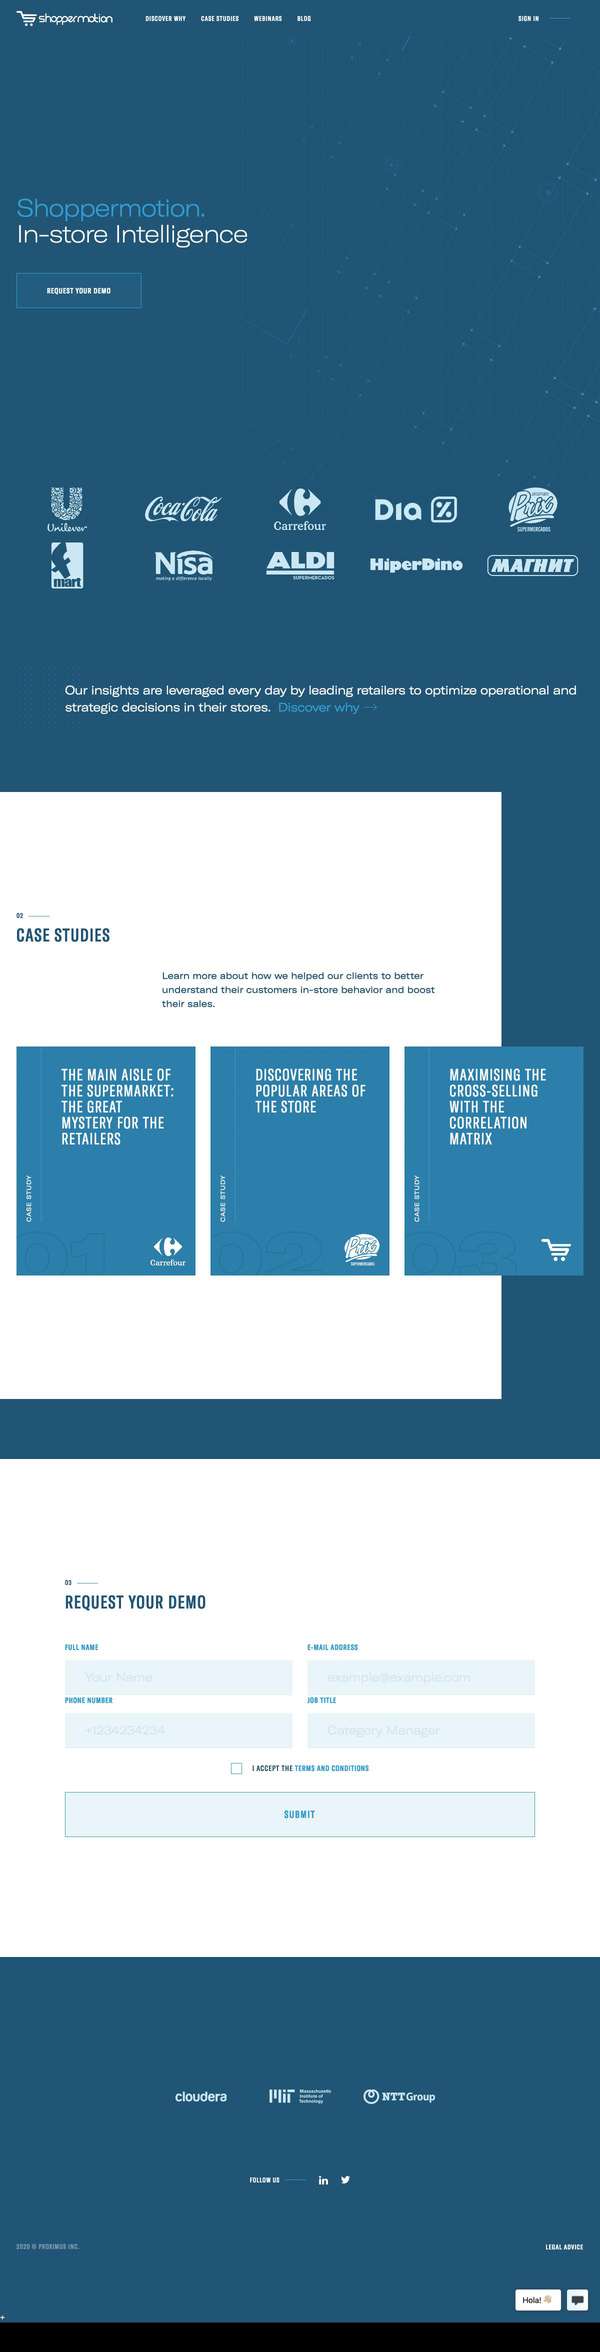 shoppermotion
DISCOVER WHY
CASE STUDIES
WEBINARS
BLOG
SIGN IN
Shoppermotion.
In-store Intelligence
REQUEST YOUR DEMO
Unilever
Coca-Cola
Carrefour
Dia %
Prix
SUPERMERCADOS
mart
Nisa
making a difference locally
ALDI
SUPERMERCADOS
HiperDino
МАГНИТ
Our insights are leveraged every day by leading retailers to optimize operational and
strategic decisions in their stores. Discover why →
02
CASE STUDIES
Learn more about how we helped our clients to better
understand their customers in-store behavior and boost
their sales.
THE MAIN AISLE OF
THE SUPERMARKET:
THE GREAT
MYSTERY FOR THE
RETAILERS
CASE STUDY
01
Carrefour
DISCOVERING THE
POPULAR AREAS OF
THE STORE
CASE STUDY
02
Prix
SUPERMERCADOS
MAXIMISING THE
CROSS-SELLING
WITH THE
CORRELATION
MATRIX
CASE STUDY
03
03
REQUEST YOUR DEMO
FULL NAME
E-MAIL ADDRESS
Your Name
example@example.com
PHONE NUMBER
JOB TITLE
+1234234234
Category Manager
I ACCEPT THE TERMS AND CONDITIONS
SUBMIT
cloudera
MIT
Massachusetts
Institute of
Technology
NTT Group
FOLLOW US
in
2020 © PROXIMUS INC.
LEGAL ADVICE
Hola! 👋🏼
+